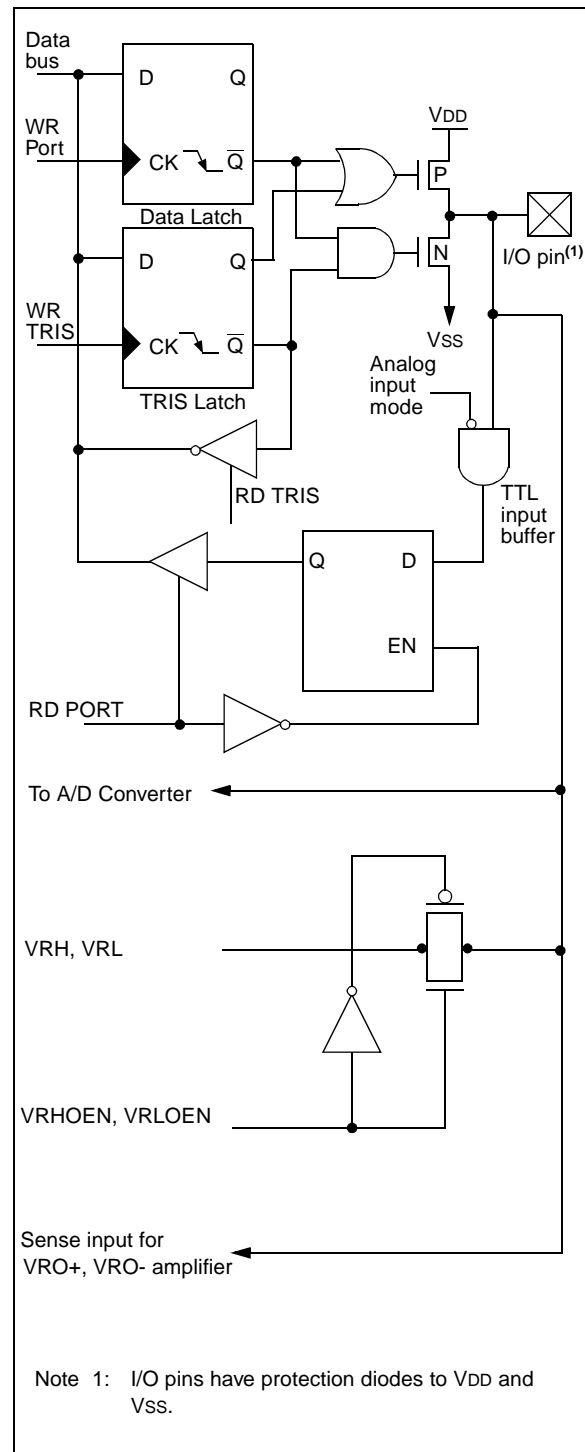 Data
bus
D Q
WR
Port
CK Q
VDD
P
Data Latch
I/O pin(1)
D Q
N
WR
TRIS
CK Q
VSS
TRIS Latch
Analog
input
mode
RD TRIS
TTL
input
buffer
Q D
EN
RD PORT
To A/D Converter
VRH, VRL
VRHOEN, VRLOEN
Sense input for
VRO+, VRO- amplifier
Note 1: I/O pins have protection diodes to VDD and
VSS.